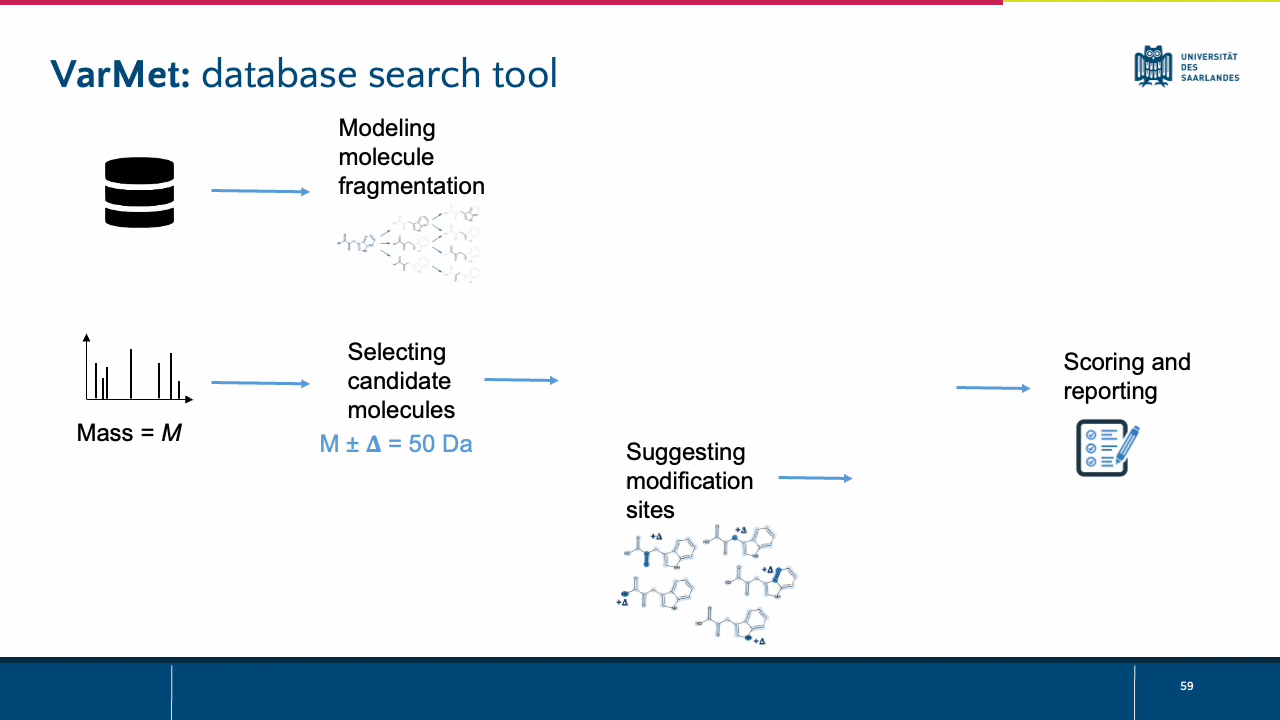 VarMet: database search tool
UNIVERSITÄT
DES
SAARLANDES
Modeling
molecule
fragmentation
Selecting
candidate
molecules
M ± Δ = 50 Da
Mass = M
Scoring and
reporting
Suggesting
modification
sites
+Δ
+Δ
+Δ
+Δ
+Δ
59